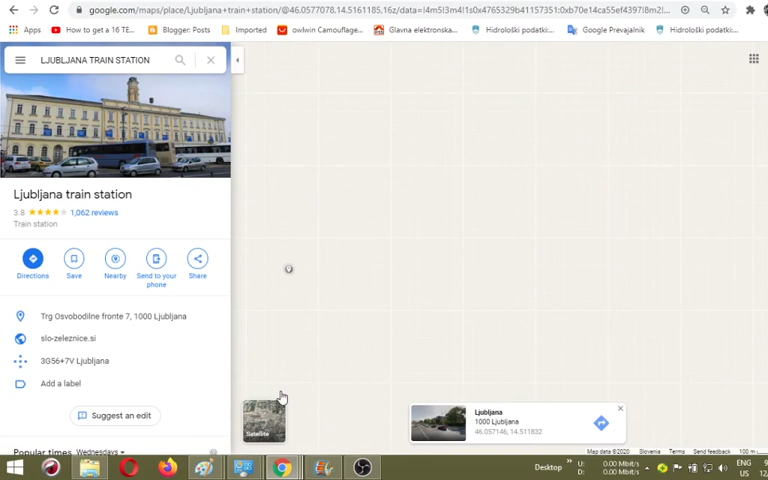 google.com/maps/place/Ljubljana+train+station/@46.0577078,14.5161185,16z/data=!4m5!3m4!1s0x4765329b41157351:0xb70e14ca55ef4397!8m2!...
Apps
How to get a 16 TE...
Blogger: Posts
Imported
owlwin Camouflage...
Glavna elektronska...
Hidrološki podatki:...
Google Prevajalnik
Hidrološki podatki:...
LJUBLJANA TRAIN STATION
Ljubljana train station
3.8 1,062 reviews
Train station
Directions
Save
Nearby
Send to your
phone
Share
Trg Osvobodilne fronte 7, 1000 Ljubljana
slo-zeleznice.si
3G56+7V Ljubljana
Add a label
Suggest an edit
Popular times Wednesdays
Satellite
Ljubljana
1000 Ljubljana
46.057146, 14.511832
Map data ©2020 Slovenia Terms Send feedback 100 m
Desktop
U: 0.00 Mbit/s
D: 0.00 Mbit/s
ENG
US
9
12